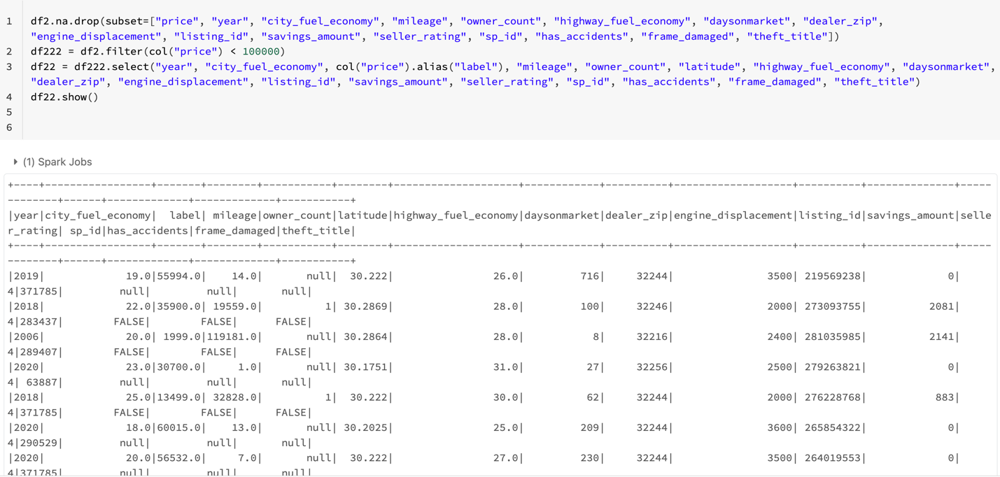 1 df2.na.drop(subset=["price", "year", "city_fuel_economy", "mileage", "owner_count", "highway_fuel_economy", "daysonmarket", "dealer_zip",
"engine_displacement", "listing_id", "savings_amount", "seller_rating", "sp_id", "has_accidents", "frame_damaged", "theft_title"])
2 df222 = df2.filter(col("price") < 100000)
3 df22 = df222.select("year", "city_fuel_economy", col("price").alias("label"), "mileage", "owner_count", "latitude", "highway_fuel_economy", "daysonmarket",
"dealer_zip", "engine_displacement", "listing_id", "savings_amount", "seller_rating", "sp_id", "has_accidents", "frame_damaged", "theft_title")
4 df22.show()
5
6
(1) Spark Jobs
+----+-----------------+-------+--------+-----------+--------+--------------------+------------+----------+-------------------+----------+--------------+-----
--------+------+-------------+-------------+-----------+
|year|city_fuel_economy|  label| mileage|owner_count|latitude|highway_fuel_economy|daysonmarket|dealer_zip|engine_displacement|listing_id|savings_amount|selle
r_rating| sp_id|has_accidents|frame_damaged|theft_title|
+----+-----------------+-------+--------+-----------+--------+--------------------+------------+----------+-------------------+----------+--------------+-----
--------+------+-------------+-------------+-----------+
|2019|             19.0|55994.0|    14.0|       null|  30.222|                26.0|         716|     32244|               3500| 219569238|             0|
4|371785|         null|         null|       null|
|2018|             22.0|35900.0| 19559.0|          1| 30.2869|                28.0|         100|     32246|               2000| 273093755|          2081|
4|283437|        FALSE|        FALSE|      FALSE|
|2006|             20.0| 1999.0|119181.0|       null| 30.2864|                28.0|           8|     32216|               2400| 281035985|          2141|
4|289407|        FALSE|        FALSE|      FALSE|
|2020|             23.0|30700.0|     1.0|       null| 30.1751|                31.0|          27|     32256|               2500| 279263821|             0|
4| 63887|         null|         null|       null|
|2018|             25.0|13499.0| 32828.0|          1|  30.222|                30.0|          62|     32244|               2000| 276228768|           883|
4|371785|        FALSE|        FALSE|      FALSE|
|2020|             18.0|60015.0|    13.0|       null| 30.2025|                25.0|         209|     32244|               3600| 265854322|             0|
4|290529|         null|         null|       null|
|2020|             20.0|56532.0|     7.0|       null|  30.222|                27.0|         230|     32244|               3500| 264019553|             0|
4|371785|         null|         null|       null|